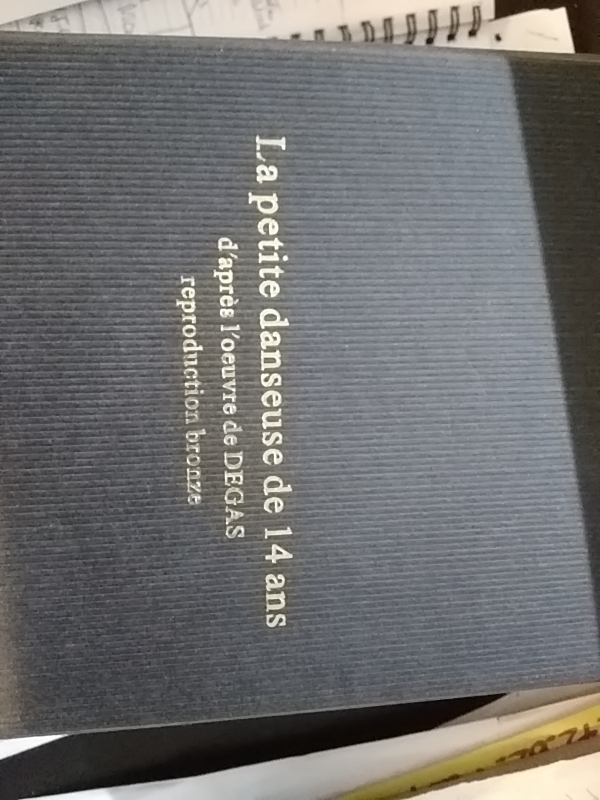 La petite danseuse de 14 ans
d'après l'oeuvre de DEGAS
reproduction bronze